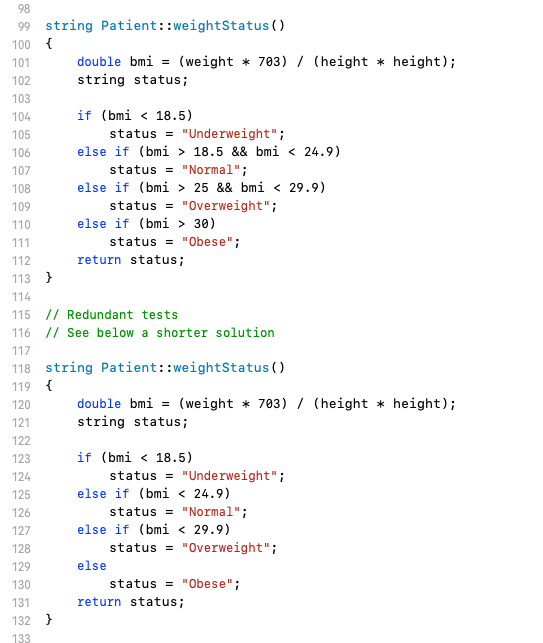 98
99 string Patient::weightStatus()
100 {
101     double bmi = (weight * 703) / (height * height);
102     string status;
103
104     if (bmi < 18.5)
105         status = "Underweight";
106     else if (bmi > 18.5 && bmi < 24.9)
107         status = "Normal";
108     else if (bmi > 25 && bmi < 29.9)
109         status = "Overweight";
110     else if (bmi > 30)
111         status = "Obese";
112     return status;
113 }
114
115 // Redundant tests
116 // See below a shorter solution
117
118 string Patient::weightStatus()
119 {
120     double bmi = (weight * 703) / (height * height);
121     string status;
122
123     if (bmi < 18.5)
124         status = "Underweight";
125     else if (bmi < 24.9)
126         status = "Normal";
127     else if (bmi < 29.9)
128         status = "Overweight";
129     else
130         status = "Obese";
131     return status;
132 }
133